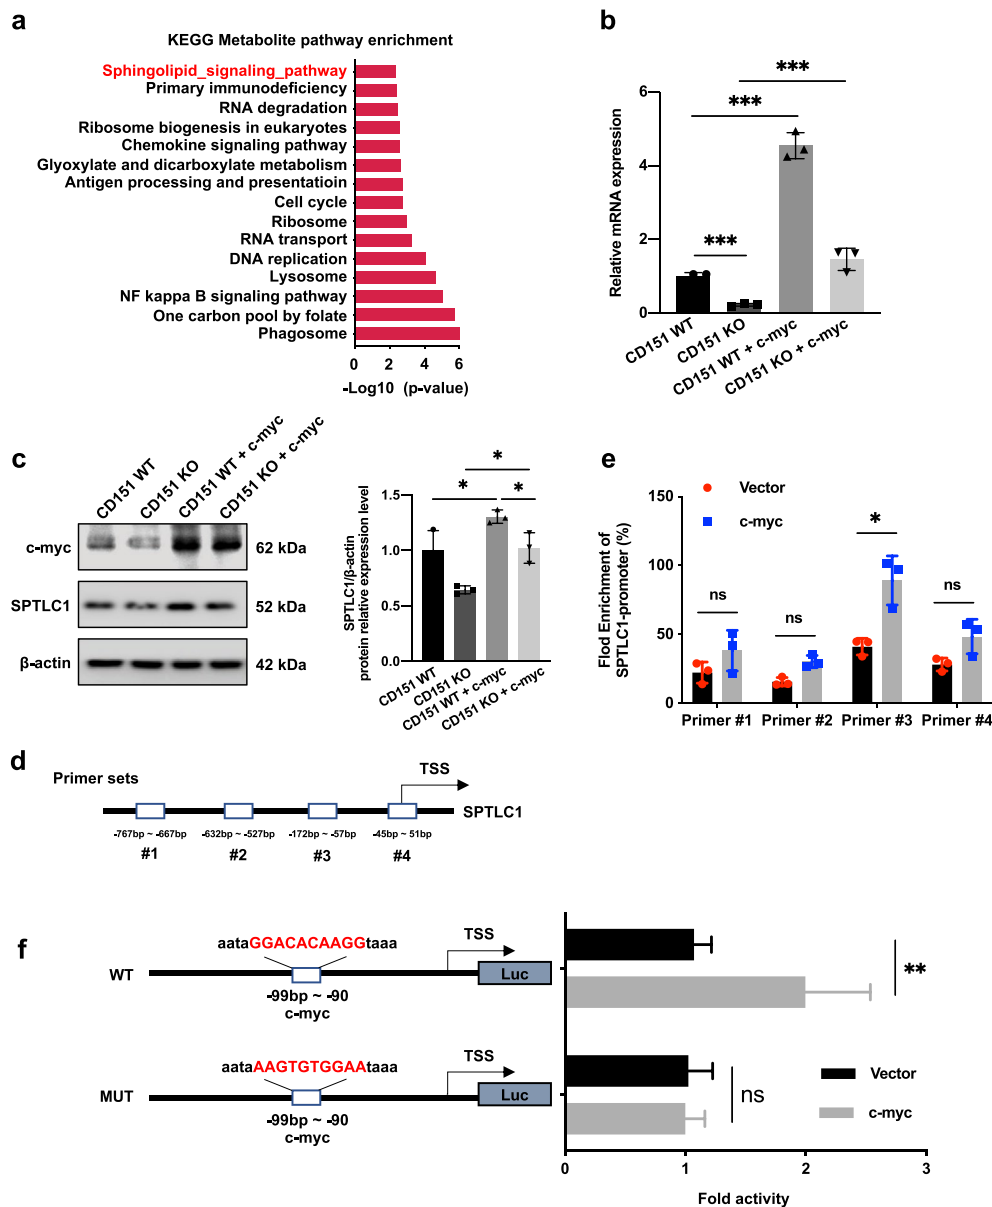 a
KEGG Metabolite pathway enrichment
Sphingolipid_signaling_pathway
Primary immunodeficiency
RNA degradation
Ribosome biogenesis in eukaryotes
Chemokine signaling pathway
Glyoxylate and dicarboxylate metabolism
Antigen processing and presentatioin
Cell cycle
Ribosome
RNA transport
DNA replication
Lysosome
NF kappa B signaling pathway
One carbon pool by folate
Phagosome
0 2 4 6
-Log10 (p-value)
b
Relative mRNA expression
6
4
2
0
***
***
***
CD151 WT
CD151 KO
CD151 WT + c-myc
CD151 KO + c-myc
c
CD151 WT
CD151 KO
CD151 WT + c-myc
CD151 KO + c-myc
c-myc 62 kDa
SPTLC1 52 kDa
β-actin 42 kDa
SPTLC1/β-actin
protein relative expression level
1.5
1.0
0.5
0.0
*
*
*
CD151 WT
CD151 KO
CD151 WT + c-myc
CD151 KO + c-myc
e
Vector
c-myc
Flod Enrichment of
SPTLC1-promoter (%)
150
100
50
0
ns
ns
*
ns
Primer #1 Primer #2 Primer #3 Primer #4
d
Primer sets
TSS
SPTLC1
-767bp ~ -667bp -632bp ~ -527bp -172bp ~ -57bp -45bp ~ 51bp
#1 #2 #3 #4
f
aataGGACACAAGGtaaa
TSS
WT
Luc
-99bp ~ -90
c-myc
aataAAGTGTGGAAtaaa
TSS
MUT
Luc
-99bp ~ -90
c-myc
**
ns
Vector
c-myc
0 1 2 3
Fold activity